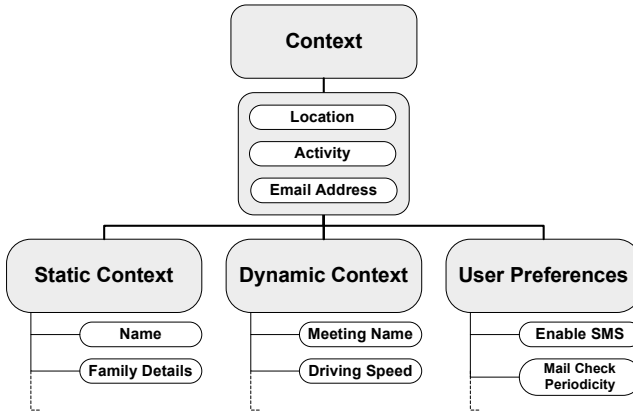 Context
Location
Activity
Email Address
Static Context
Dynamic Context
User Preferences
Name
Meeting Name
Enable SMS
Family Details
Driving Speed
Mail Check
Periodicity